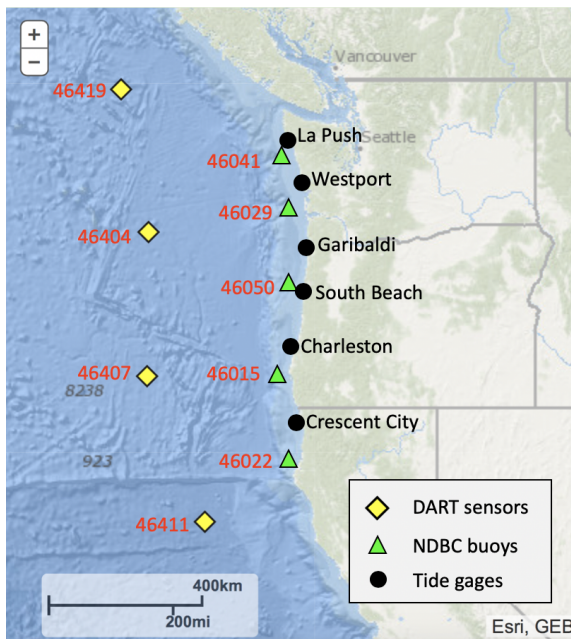 +
−
Vancouver
46419
La Push
Seattle
46041
Westport
46029
46404
Garibaldi
46050
South Beach
Charleston
46407
46015
8238
Crescent City
923
46022
DART sensors
46411
NDBC buoys
Tide gages
400km
200mi
Esri, GEB